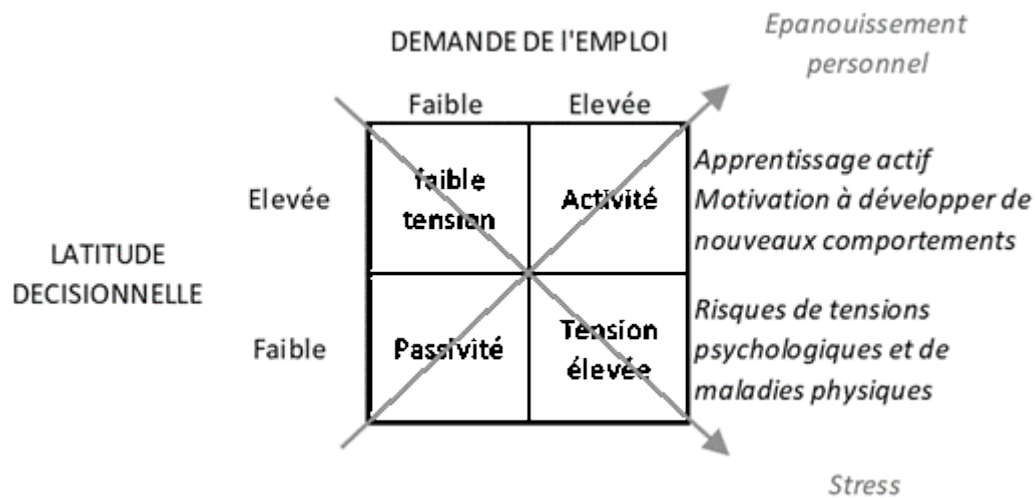 Epanouissement
personnel
DEMANDE DE l'EMPLOI
Faible
Elevée
Elevée
faible
tension
Activité
Apprentissage actif
Motivation à développer de
nouveaux comportements
LATITUDE
DECISIONNELLE
Faible
Passivité
Tension
élevée
Risques de tensions
psychologiques et de
maladies physiques
Stress